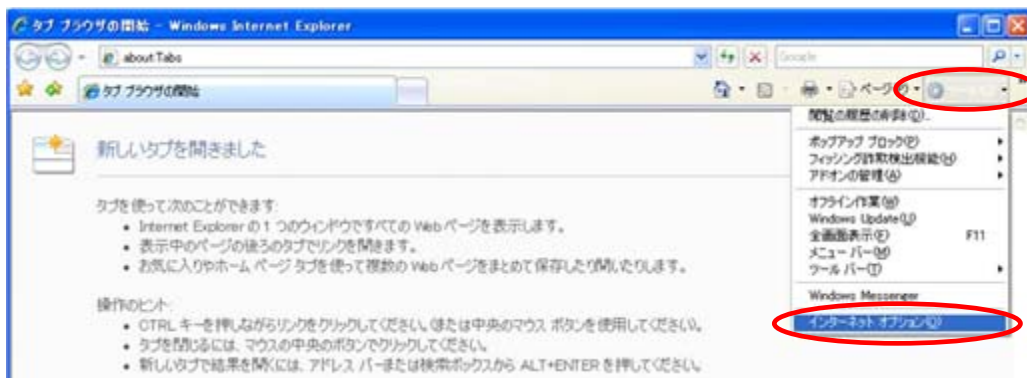 タブ ブラウザの開始 - Windows Internet Explorer
about:Tabs
Google
タブ ブラウザの開始
ページ(P)
閲覧の履歴の削除(D)...
新しいタブを開きました
ポップアップ ブロック(P)
フィッシング詐欺検出機能(H)
アドオンの管理(A)
タブを使って次のことができます:
オフライン作業(W)
• Internet Explorer の 1 つのウィンドウですべての Web ページを表示します。
Windows Update(U)
• 表示中のページの後ろのタブでリンクを開きます。
全画面表示(F) F11
メニュー バー(M)
• お気に入りやホーム ページ タブを使って複数の Web ページをまとめて保存したり開いたりします。
ツール バー(T)
Windows Messenger
操作のヒント:
インターネット オプション(O)
• CTRL キーを押しながらリンクをクリックしてください。(または中央のマウス ボタンを使用してください)。
• タブを閉じるには、マウスの中央のボタンでクリックしてください。
• 新しいタブで結果を開くには、アドレス バーまたは検索ボックスから ALT+ENTER を押してください。